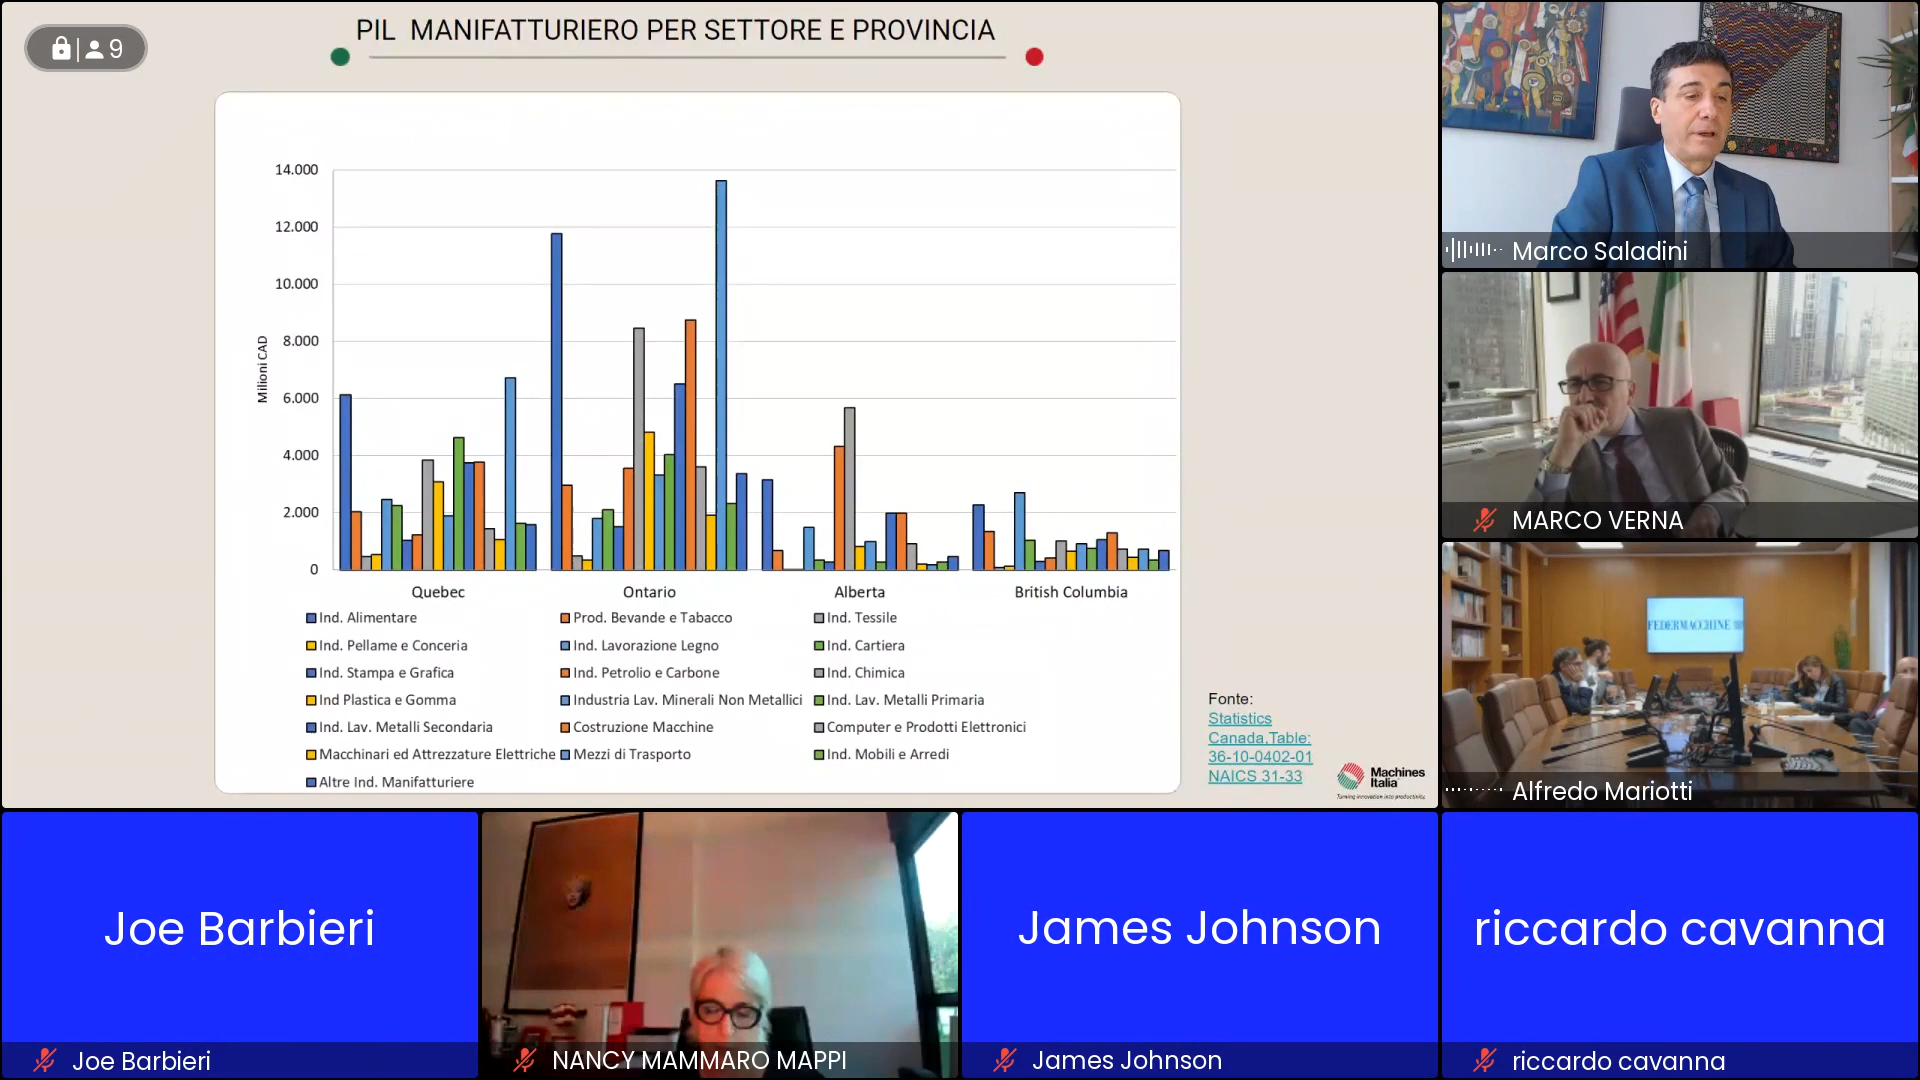 9
PIL MANIFATTURIERO PER SETTORE E PROVINCIA
14.000
12.000
10.000
8.000
6.000
4.000
2.000
0
Milioni CAD
Quebec Ontario Alberta British Columbia
Ind. Alimentare Prod. Bevande e Tabacco Ind. Tessile
Ind. Pellame e Conceria Ind. Lavorazione Legno Ind. Cartiera
Ind. Stampa e Grafica Ind. Petrolio e Carbone Ind. Chimica
Ind Plastica e Gomma Industria Lav. Minerali Non Metallici Ind. Lav. Metalli Primaria
Ind. Lav. Metalli Secondaria Costruzione Macchine Computer e Prodotti Elettronici
Macchinari ed Attrezzature Elettriche Mezzi di Trasporto Ind. Mobili e Arredi
Altre Ind. Manifatturiere
Fonte:
Statistics
Canada,Table:
36-10-0402-01
NAICS 31-33
Machines
Italia
Turning innovation into productivity
Marco Saladini
MARCO VERNA
FEDERMACCHINE
Alfredo Mariotti
Joe Barbieri
Joe Barbieri
NANCY MAMMARO MAPPI
James Johnson
James Johnson
riccardo cavanna
riccardo cavanna